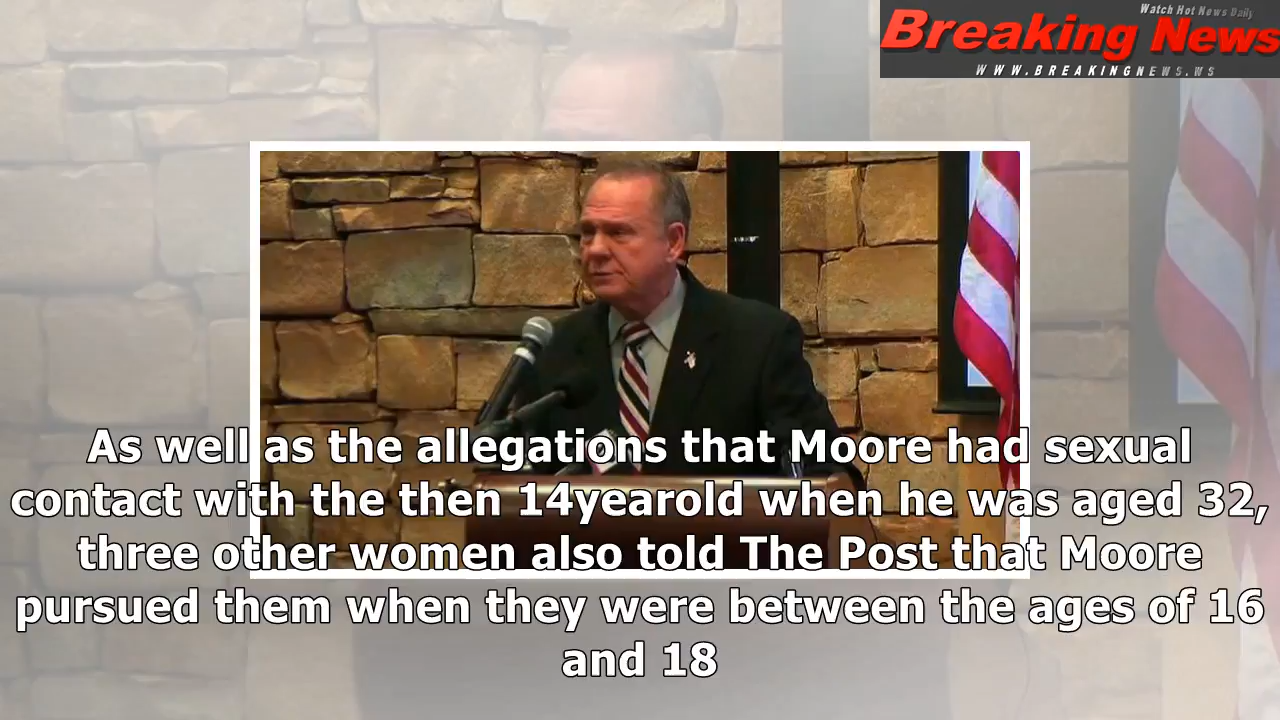 Watch Hot News Daily
Breaking News
WWW.BREAKINGNEWS.WS
As well as the allegations that Moore had sexual
contact with the then 14yearold when he was aged 32,
three other women also told The Post that Moore
pursued them when they were between the ages of 16
and 18